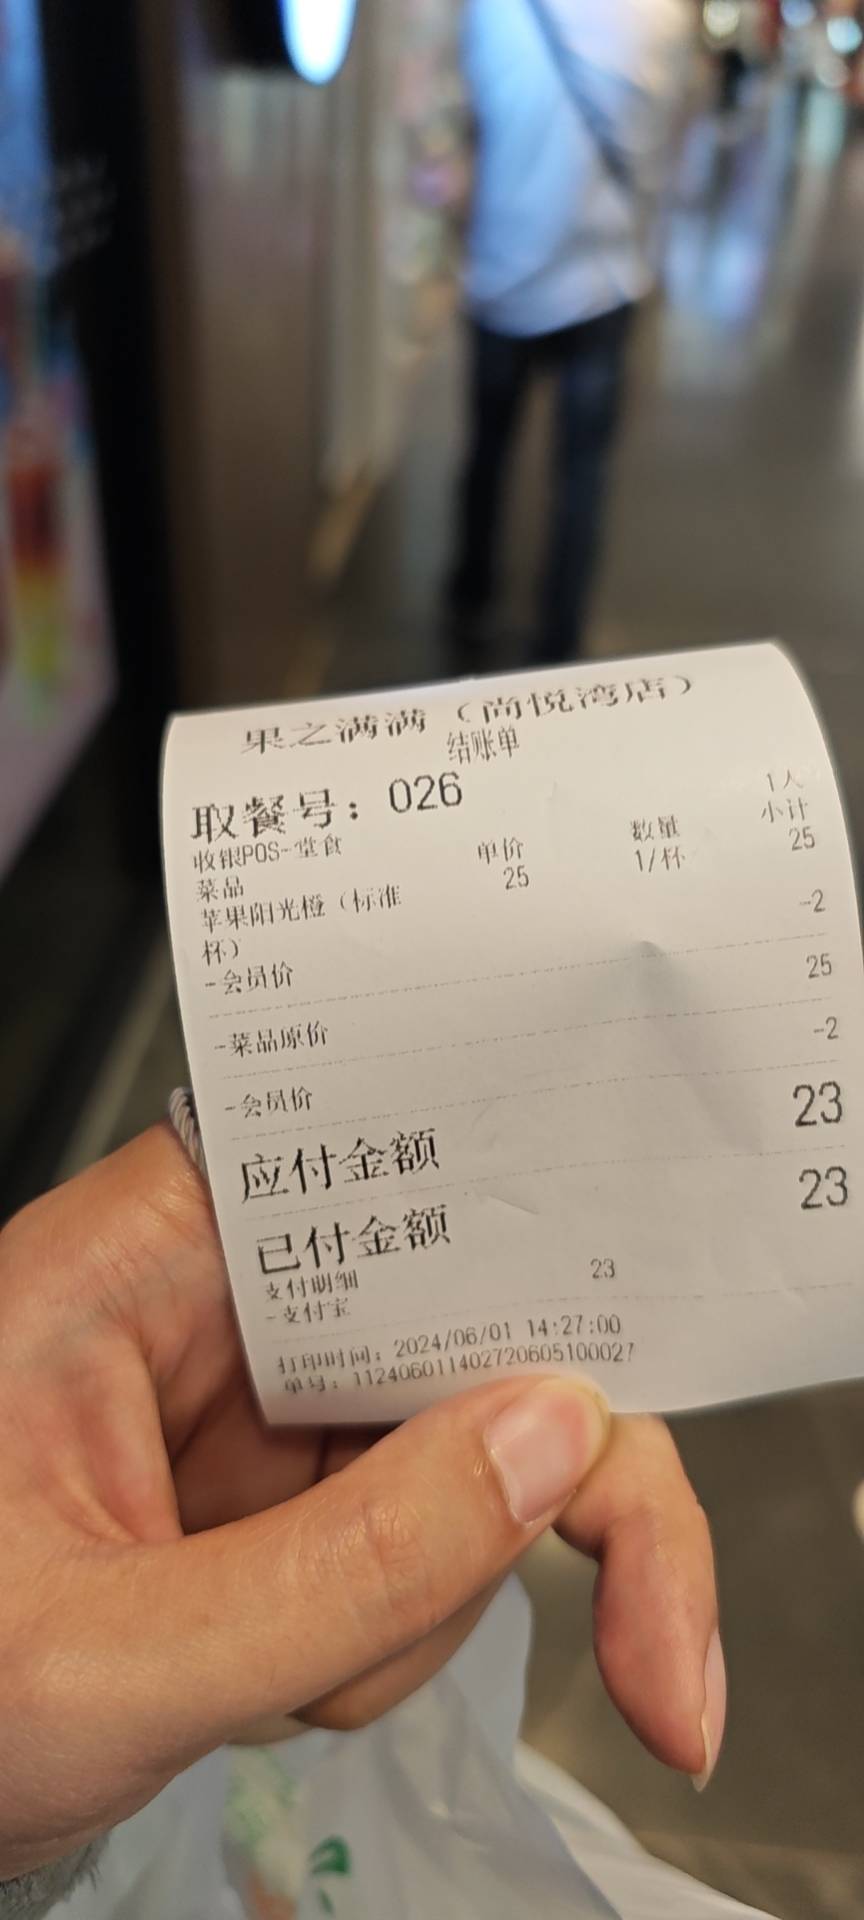 果之满满（尚悦湾店）
结账单
取餐号：026
1人
收银POS-堂食
菜品 单价 数量 小计
苹果阳光橙（标准 25 1/杯 25
杯）
-会员价 -2
-菜品原价 25
-会员价 -2
应付金额 23
已付金额 23
支付明细
-支付宝 23
打印时间：2024/06/01 14:27:00
单号：1124060114027206051000​27